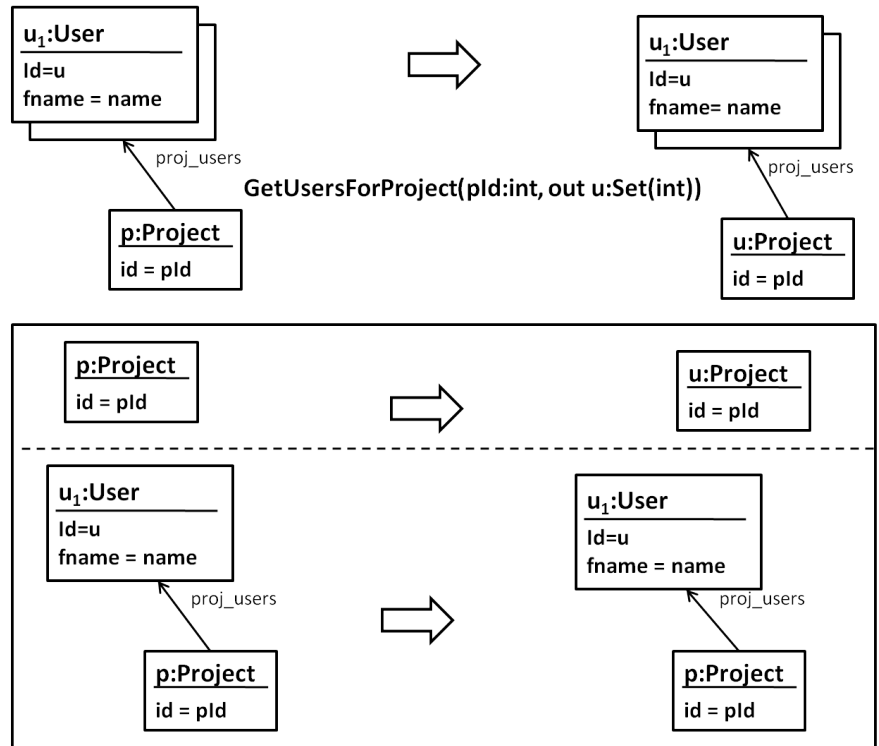 u₁:User
Id=u
fname = name
proj_users
p:Project
id = pId
u₁:User
Id=u
fname= name
proj_users
u:Project
id = pId
GetUsersForProject(pId:int, out u:Set(int))
p:Project
id = pId
u:Project
id = pId
u₁:User
Id=u
fname = name
proj_users
p:Project
id = pId
u₁:User
Id=u
fname = name
proj_users
p:Project
id = pId